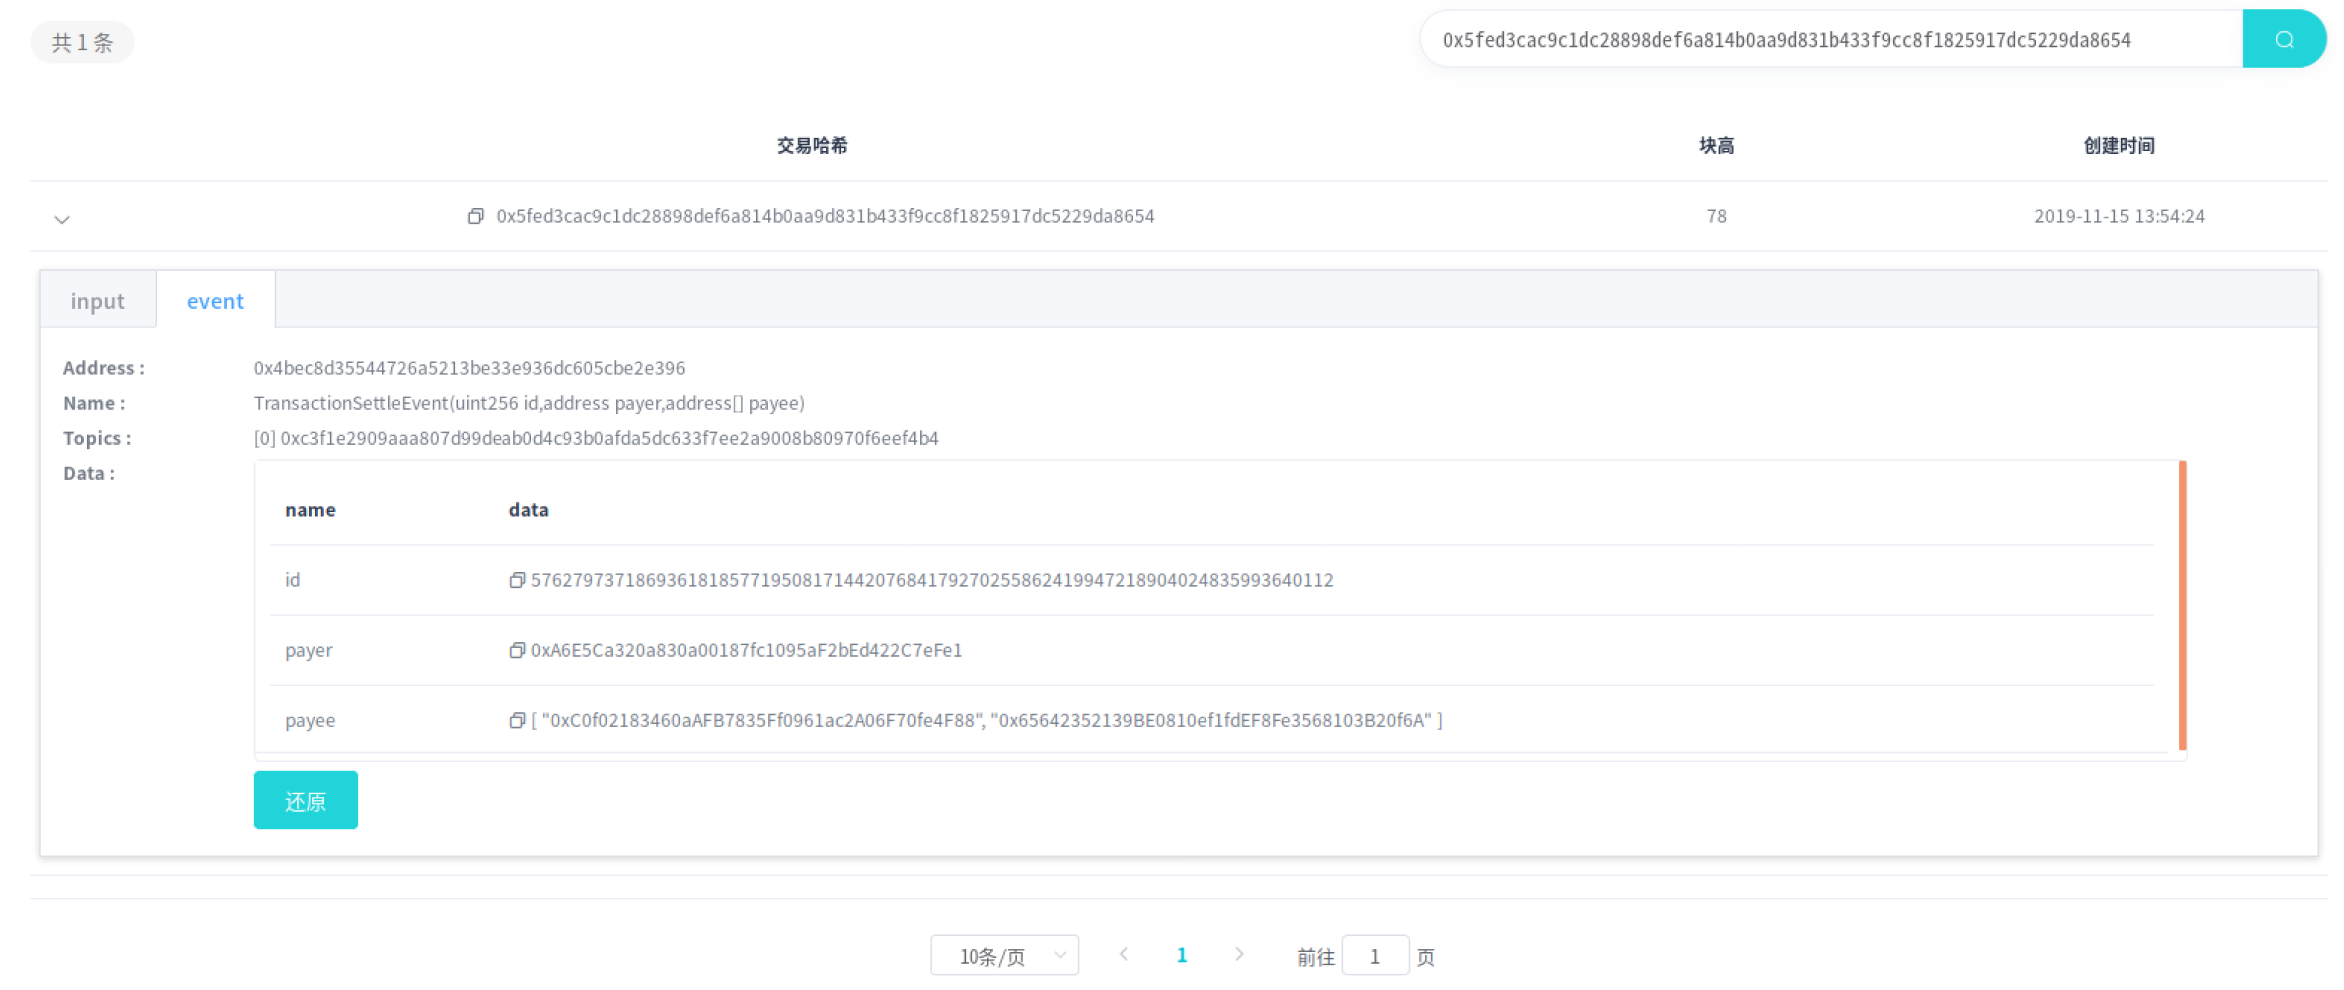 共 1 条
0x5fed3cac9c1dc28898def6a814b0aa9d831b433f9cc8f1825917dc5229da8654
交易哈希 块高 创建时间
0x5fed3cac9c1dc28898def6a814b0aa9d831b433f9cc8f1825917dc5229da8654 78 2019-11-15 13:54:24
input event
Address : 0x4bec8d35544726a5213be33e936dc605cbe2e396
Name : TransactionSettleEvent(uint256 id,address payer,address[] payee)
Topics : [0] 0xc3f1e2909aaa807d99deab0d4c93b0afda5dc633f7ee2a9008b80970f6eef4b4
Data :
name data
id 57627973718693618185771950817144207684179270255862419947218904024835993640112
payer 0xA6E5Ca320a830a00187fc1095aF2bEd422C7eFe1
payee [ "0xC0f02183460aAFB7835Ff0961ac2A06F70fe4F88", "0x65642352139BE0810ef1fdEF8Fe3568103B20f6A" ]
还原
10条/页 1 前往 1 页